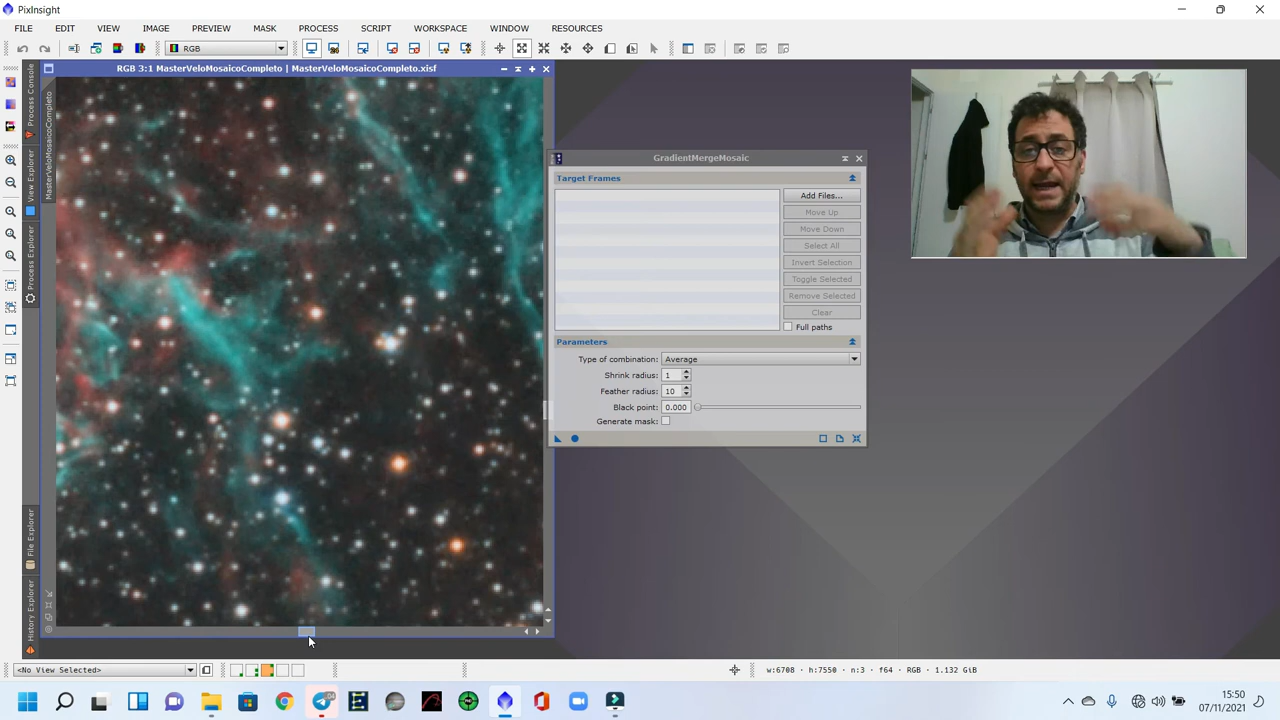 PixInsight
FILE EDIT VIEW IMAGE PREVIEW MASK PROCESS SCRIPT WORKSPACE WINDOW RESOURCES
RGB
RGB 3:1 MasterVeloMosaicoCompleto | MasterVeloMosaicoCompleto.xisf
MasterVeloMosaicoCompleto
Process Console
View Explorer
Process Explorer
File Explorer
History Explorer
GradientMergeMosaic
Target Frames
Add Files...
Move Up
Move Down
Select All
Invert Selection
Toggle Selected
Remove Selected
Clear
Full paths
Parameters
Type of combination: Average
Shrink radius: 1
Feather radius: 10
Black point: 0.000
Generate mask:
<No View Selected>
w:6708 · h:7550 · n:3 · f64 · RGB · 1.132 GiB
15:50
07/11/2021